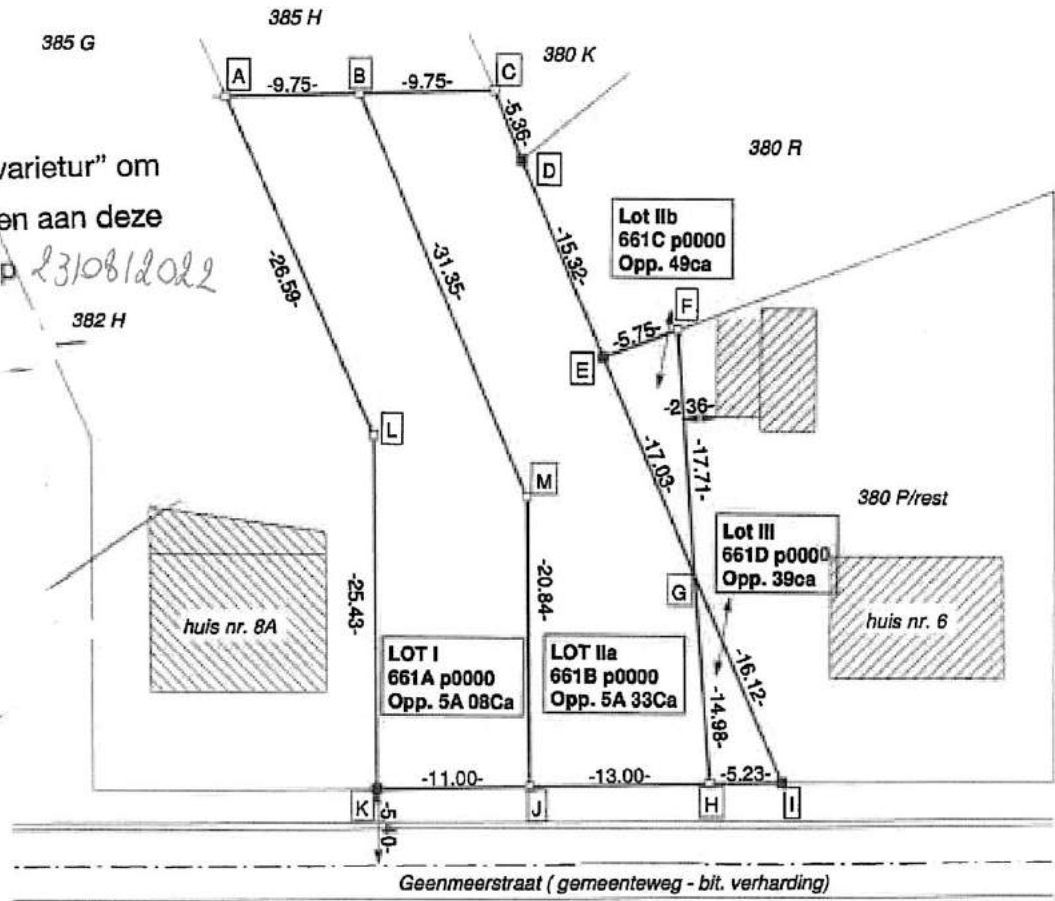 385 G
385 H
380 K
A
-9.75-
B
-9.75-
C
-5.36-
D
380 R
varietur” om
en aan deze
p 23/08/2022
382 H
-26.59-
-31.35-
-15.32-
Lot IIb
661C p0000
Opp. 49ca
F
-5.75-
E
-2.36-
-17.03-
-17.71-
L
M
380 P/rest
Lot III
661D p0000
Opp. 39ca
G
-25.43-
-20.84-
huis nr. 8A
huis nr. 6
LOT I
661A p0000
Opp. 5A 08Ca
LOT IIa
661B p0000
Opp. 5A 33Ca
-16.12-
-14.98-
-11.00-
-13.00-
-5.23-
K
J
H
I
-5.40-
Geenmeerstraat ( gemeenteweg - bit. verharding)